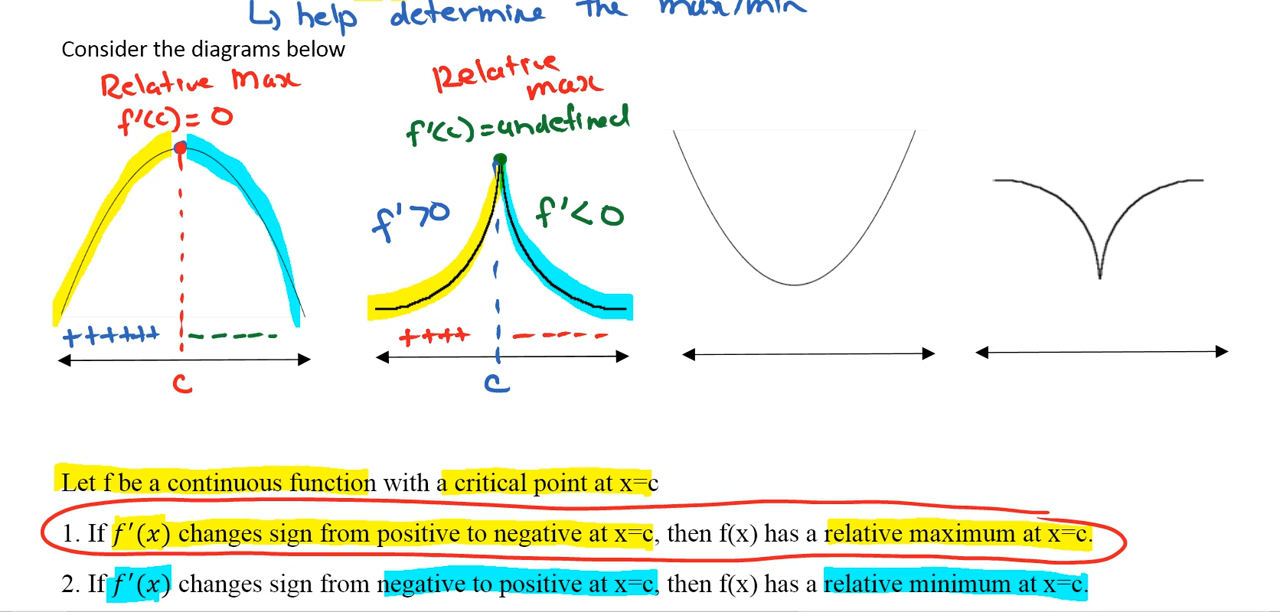 ↳ help determine the max/min
Consider the diagrams below
Relative Max
f'(c) = 0
Relative
max
f'(c) = undefined
f' > 0
f' < 0
++++++
- - - - -
++++
- - - - -
c
c
Let f be a continuous function with a critical point at x=c
1. If f′(x) changes sign from positive to negative at x=c, then f(x) has a relative maximum at x=c.
2. If f′(x) changes sign from negative to positive at x=c, then f(x) has a relative minimum at x=c.